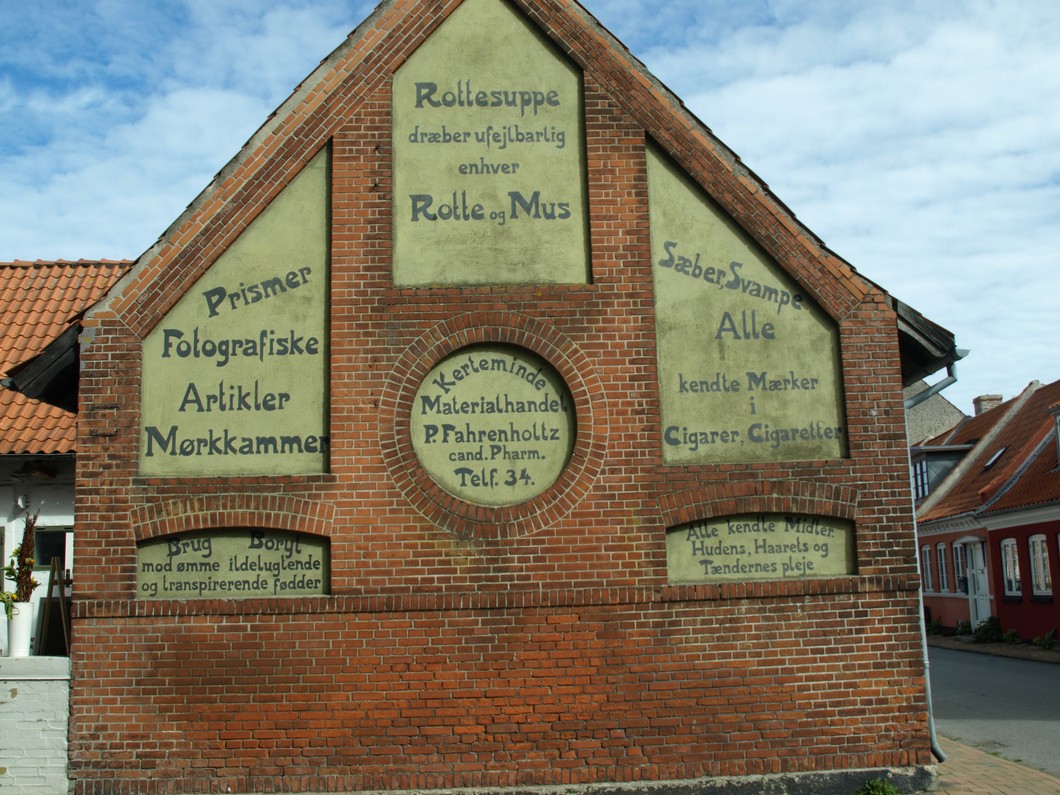 Rottesuppe
dræber ufejlbarlig
enhver
Rotte og Mus
Prismer
Fotografiske
Artikler
Mørkkammer
Kerteminde
Materialhandel
P. Fahrenholtz
cand. Pharm.
Telf. 34.
Sæber, Svampe
Alle
kendte Mærker
i
Cigarer, Cigaretter
Brug Boryl
mod ømme ildelugtende
og transpirerende Fødder
Alle kendte Midler.
Hudens, Haarets og
Tændernes pleje